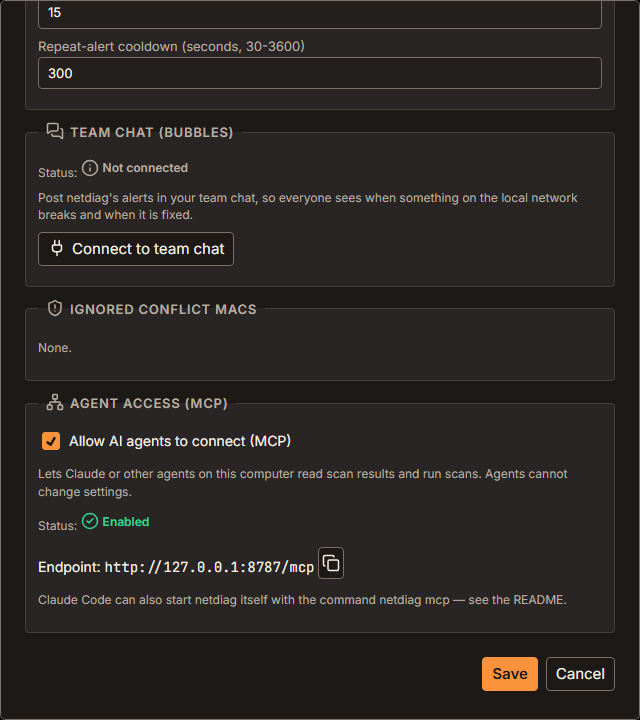 15
Repeat-alert cooldown (seconds, 30-3600)
300
TEAM CHAT (BUBBLES)
Status: Not connected
Post netdiag's alerts in your team chat, so everyone sees when something on the local network
breaks and when it is fixed.
Connect to team chat
IGNORED CONFLICT MACS
None.
AGENT ACCESS (MCP)
Allow AI agents to connect (MCP)
Lets Claude or other agents on this computer read scan results and run scans. Agents cannot
change settings.
Status: Enabled
Endpoint: http://127.0.0.1:8787/mcp
Claude Code can also start netdiag itself with the command netdiag mcp — see the README.
Save Cancel